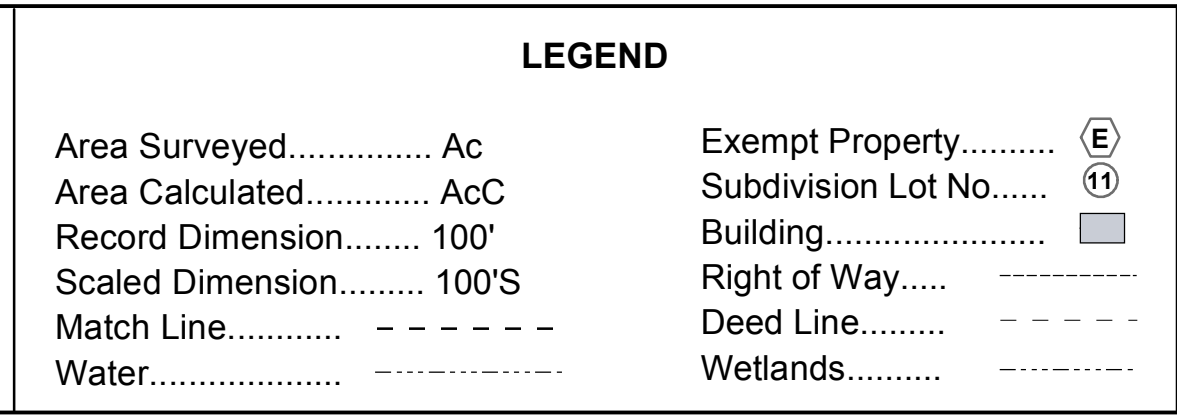 LEGEND
Area Surveyed............... Ac
Area Calculated............. AcC
Record Dimension........ 100'
Scaled Dimension......... 100'S
Match Line............
Water....................
Exempt Property.......... E
Subdivision Lot No...... 11
Building.......................
Right of Way.....
Deed Line.........
Wetlands..........